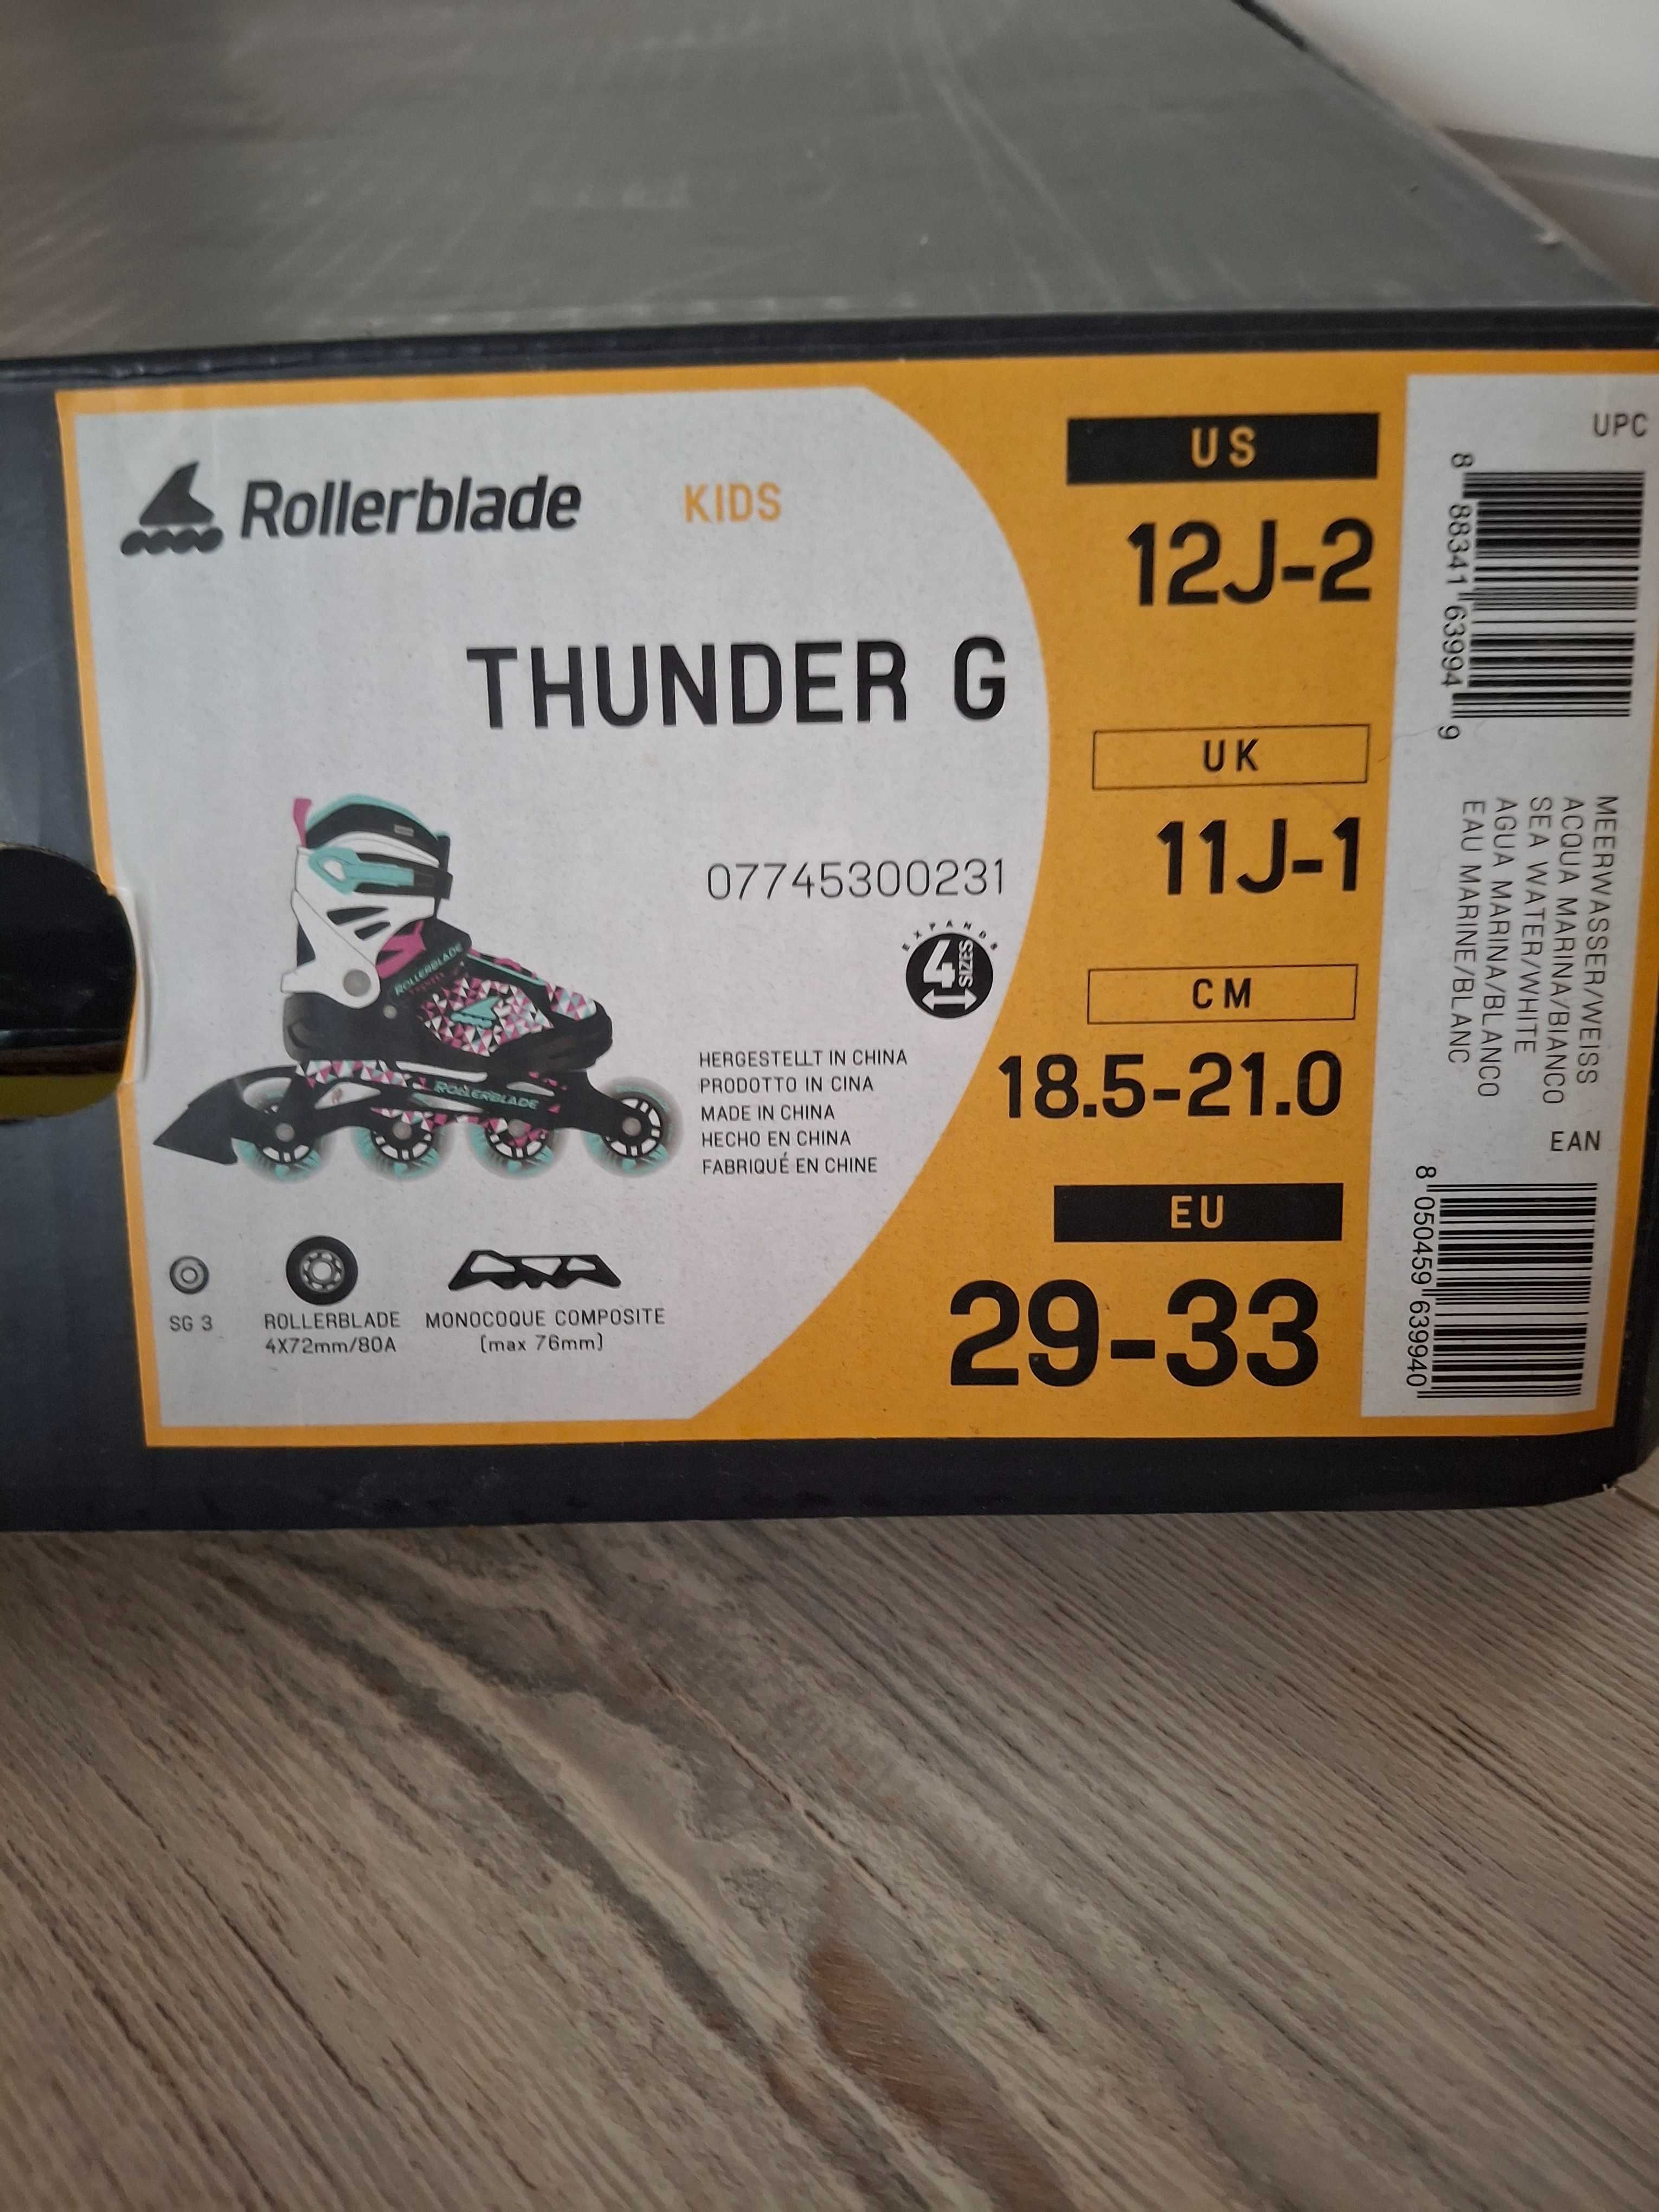 Rollerblade KIDS
THUNDER G
07745300231
EXPANDS
4 SIZES
ROLLERBLADE
ROLLERBLADE
HERGESTELLT IN CHINA
PRODOTTO IN CINA
MADE IN CHINA
HECHO EN CHINA
FABRIQUÉ EN CHINE
SG 3
ROLLERBLADE
4X72mm/80A
MONOCOQUE COMPOSITE
(max 76mm)
US
12J-2
UK
11J-1
CM
18.5-21.0
EU
29-33
UPC
8 88341 63994 9
MEERWASSER/WEISS
ACQUA MARINA/BIANCO
SEA WATER/WHITE
AGUA MARINA/BLANCO
EAU MARINE/BLANC
EAN
8 050459 639940